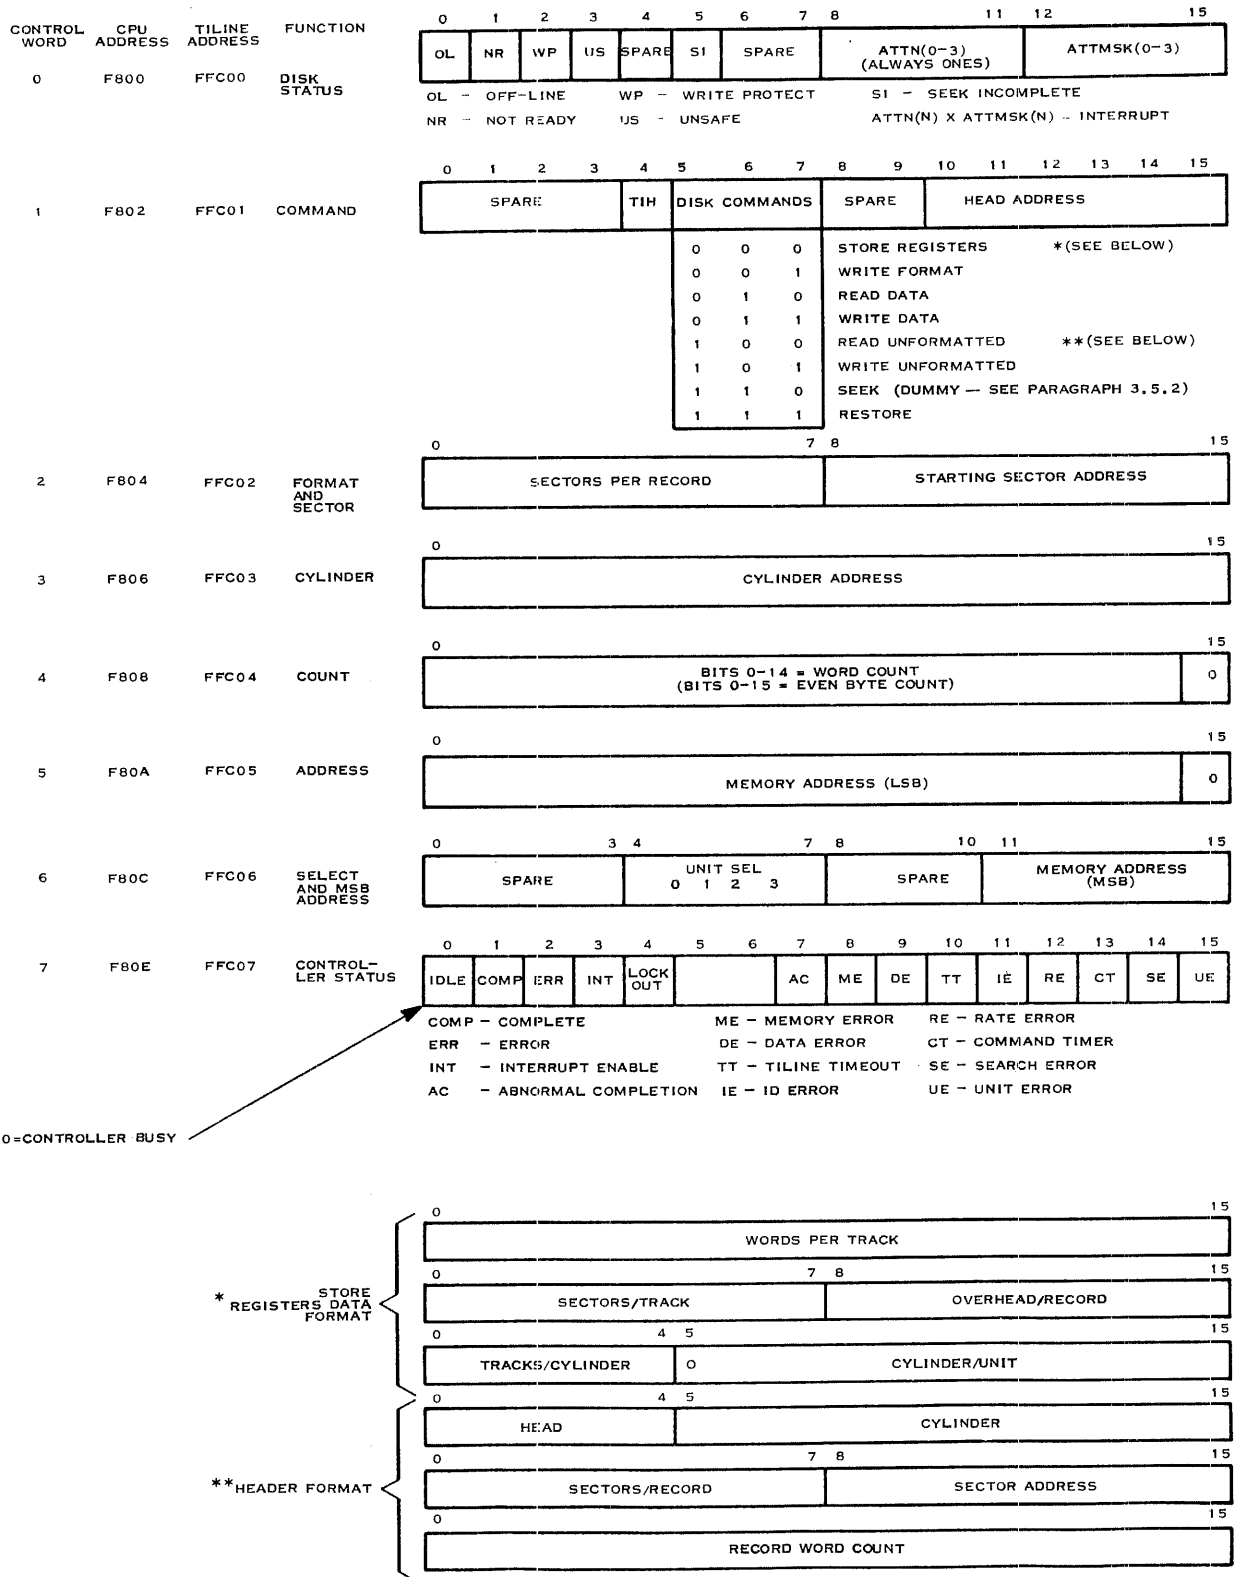 CONTROL WORD CPU ADDRESS TILINE ADDRESS FUNCTION
0 1 2 3 4 5 6 7 8 11 12 15
0 F800 FFC00 DISK STATUS
OL NR WP US SPARE SI SPARE ATTN(0-3) (ALWAYS ONES) ATTMSK(0-3)
OL - OFF-LINE WP - WRITE PROTECT SI - SEEK INCOMPLETE
NR - NOT READY US - UNSAFE ATTN(N) X ATTMSK(N) - INTERRUPT
0 1 2 3 4 5 6 7 8 9 10 11 12 13 14 15
1 F802 FFC01 COMMAND SPARE TIH DISK COMMANDS SPARE HEAD ADDRESS
0 0 0 STORE REGISTERS *(SEE BELOW)
0 0 1 WRITE FORMAT
0 1 0 READ DATA
0 1 1 WRITE DATA
1 0 0 READ UNFORMATTED **(SEE BELOW)
1 0 1 WRITE UNFORMATTED
1 1 0 SEEK (DUMMY — SEE PARAGRAPH 3.5.2)
1 1 1 RESTORE
0 7 8 15
2 F804 FFC02 FORMAT AND SECTOR SECTORS PER RECORD STARTING SECTOR ADDRESS
0 15
3 F806 FFC03 CYLINDER CYLINDER ADDRESS
0 15
4 F808 FFC04 COUNT BITS 0-14 = WORD COUNT 0
(BITS 0-15 = EVEN BYTE COUNT)
0 15
5 F80A FFC05 ADDRESS MEMORY ADDRESS (LSB) 0
0 3 4 7 8 10 11 15
6 F80C FFC06 SELECT AND MSB ADDRESS SPARE UNIT SEL 0 1 2 3 SPARE MEMORY ADDRESS (MSB)
0 1 2 3 4 5 6 7 8 9 10 11 12 13 14 15
7 F80E FFC07 CONTROL-LER STATUS IDLE COMP ERR INT LOCK OUT AC ME DE TT IE RE CT SE UE
COMP - COMPLETE ME - MEMORY ERROR RE - RATE ERROR
ERR - ERROR DE - DATA ERROR CT - COMMAND TIMER
INT - INTERRUPT ENABLE TT - TILINE TIMEOUT SE - SEARCH ERROR
AC - ABNORMAL COMPLETION IE - ID ERROR UE - UNIT ERROR
0=CONTROLLER BUSY
0 15
WORDS PER TRACK
0 7 8 15
* STORE REGISTERS DATA FORMAT
SECTORS/TRACK OVERHEAD/RECORD
0 4 5 15
TRACKS/CYLINDER 0 CYLINDER/UNIT
0 4 5 15
HEAD CYLINDER
0 7 8 15
**HEADER FORMAT SECTORS/RECORD SECTOR ADDRESS
0 15
RECORD WORD COUNT